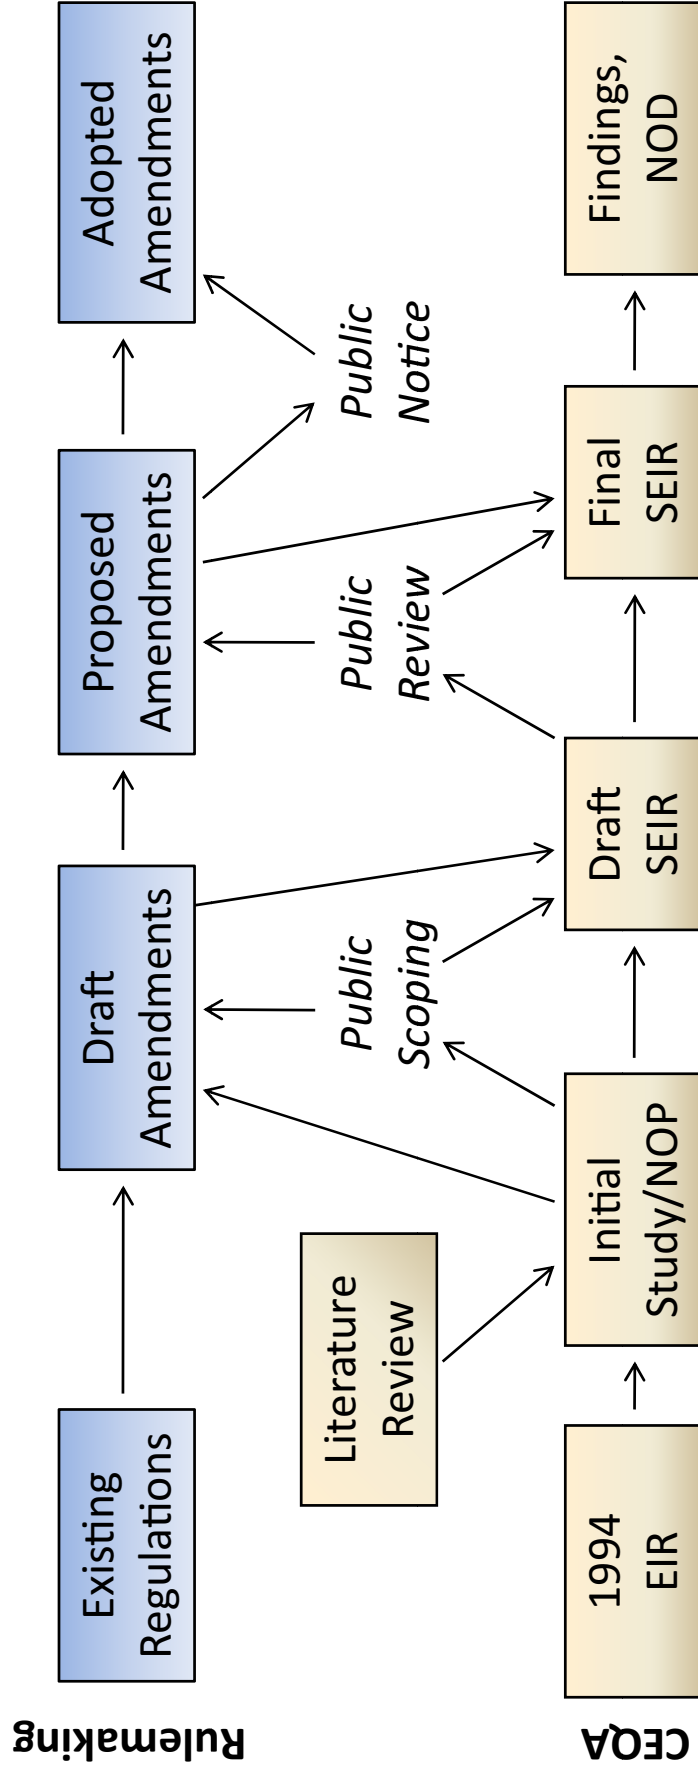 Rulemaking
Existing
Regulations
Draft
Amendments
Proposed
Amendments
Adopted
Amendments
Literature
Review
Public
Scoping
Public
Review
Public
Notice
CEQA
1994
EIR
Initial
Study/NOP
Draft
SEIR
Final
SEIR
Findings,
NOD